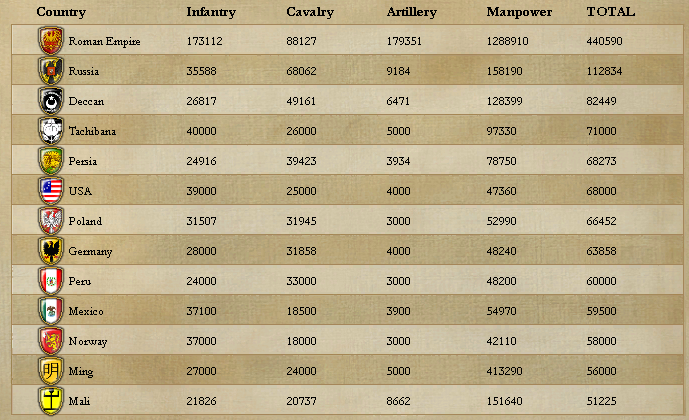 Country Infantry Cavalry Artillery Manpower TOTAL
Roman Empire 173112 88127 179351 1288910 440590
Russia 35588 68062 9184 158190 112834
Deccan 26817 49161 6471 128399 82449
Tachibana 40000 26000 5000 97330 71000
Persia 24916 39423 3934 78750 68273
USA 39000 25000 4000 47360 68000
Poland 31507 31945 3000 52990 66452
Germany 28000 31858 4000 48240 63858
Peru 24000 33000 3000 48200 60000
Mexico 37100 18500 3900 54970 59500
Norway 37000 18000 3000 42110 58000
明 Ming 27000 24000 5000 413290 56000
Mali 21826 20737 8662 151640 51225